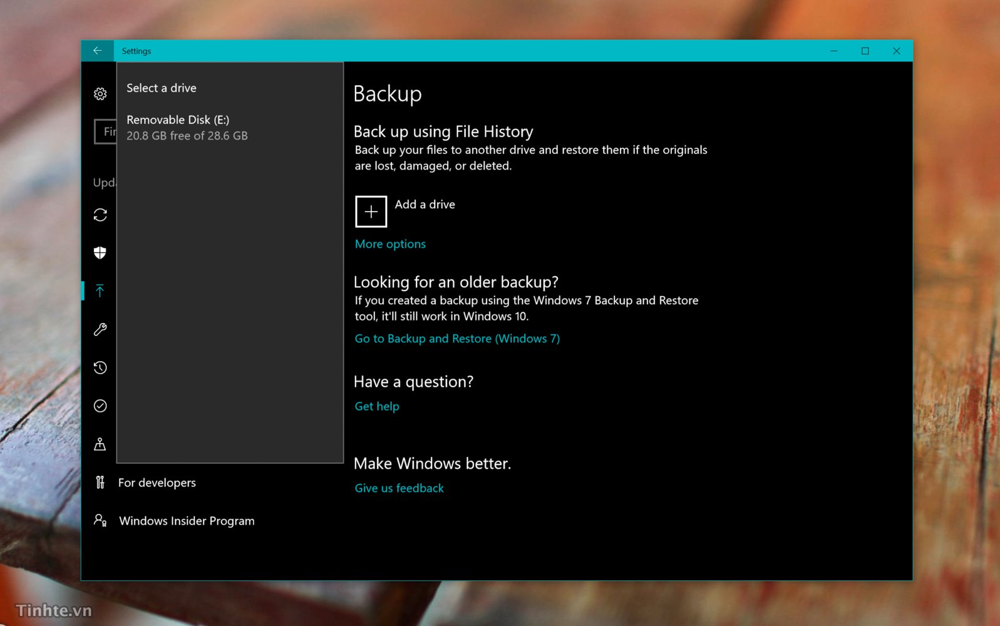 Settings
Select a drive
Removable Disk (E:)
20.8 GB free of 28.6 GB
Fin
Upda
For developers
Windows Insider Program
Backup
Back up using File History
Back up your files to another drive and restore them if the originals
are lost, damaged, or deleted.
Add a drive
More options
Looking for an older backup?
If you created a backup using the Windows 7 Backup and Restore
tool, it'll still work in Windows 10.
Go to Backup and Restore (Windows 7)
Have a question?
Get help
Make Windows better.
Give us feedback
Tinhte.vn